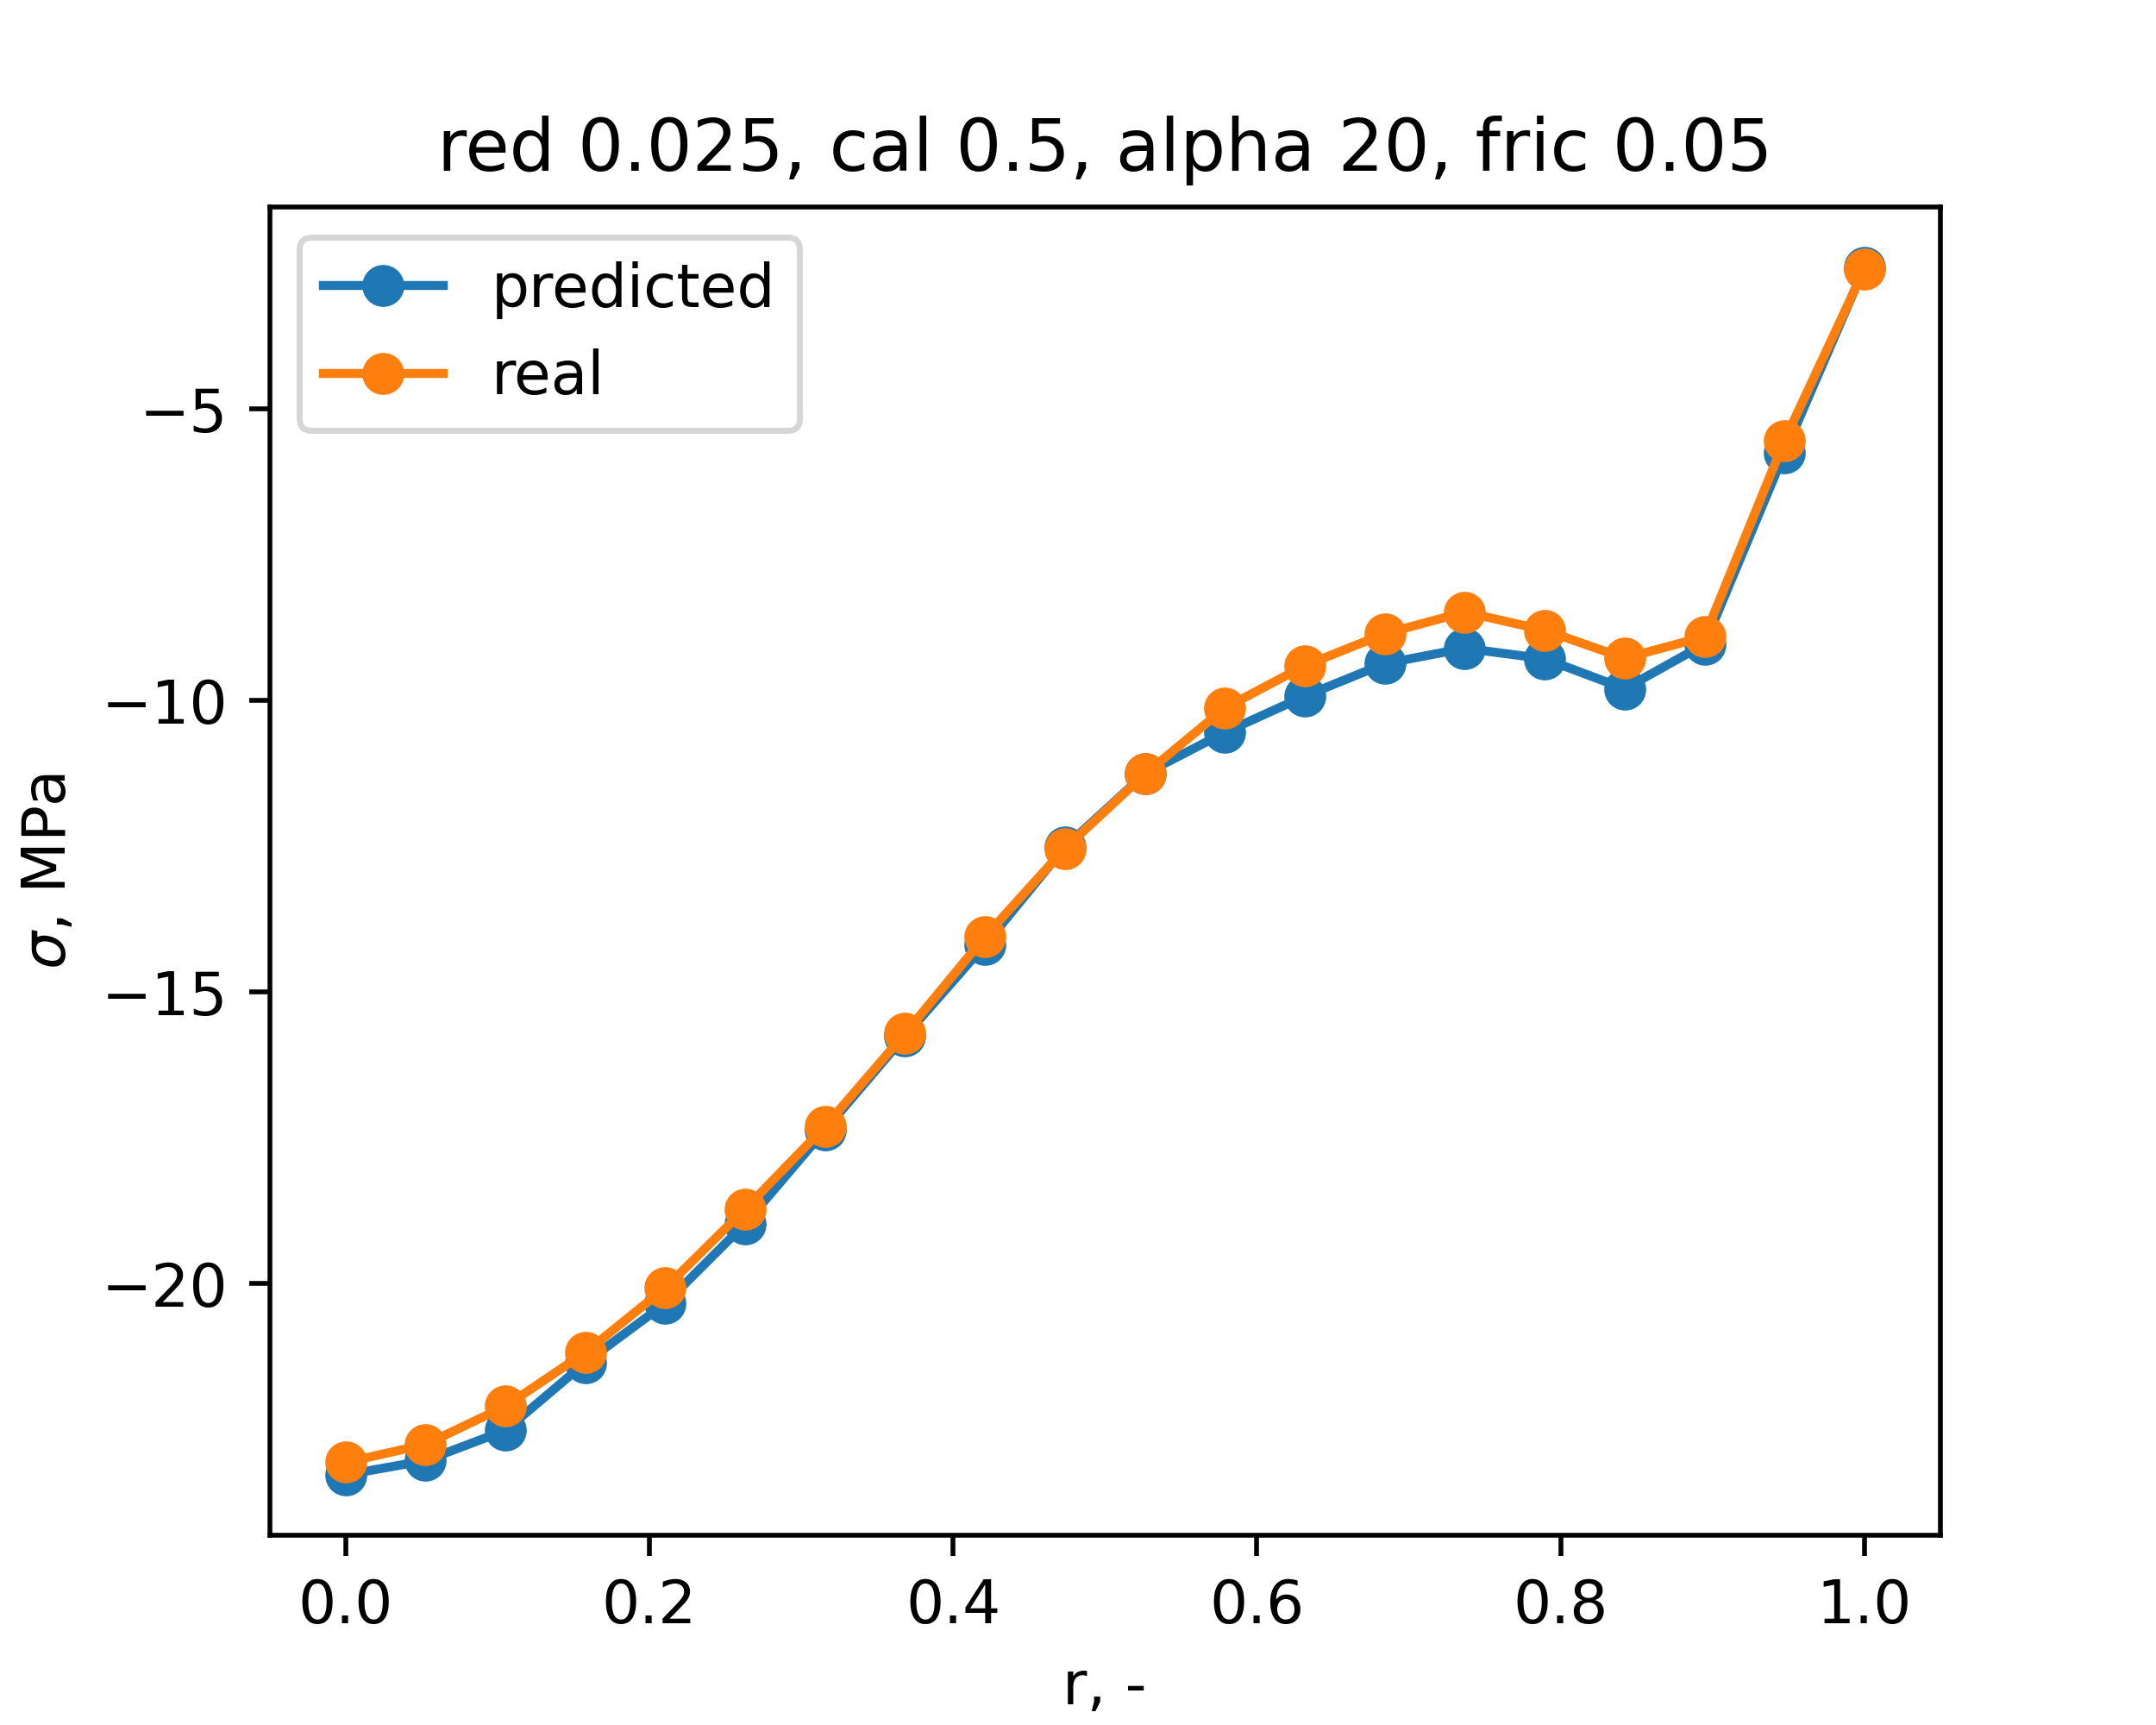 red 0.025, cal 0.5, alpha 20, fric 0.05
predicted
real
−5
−10
−15
−20
σ, MPa
0.0 0.2 0.4 0.6 0.8 1.0
r, -